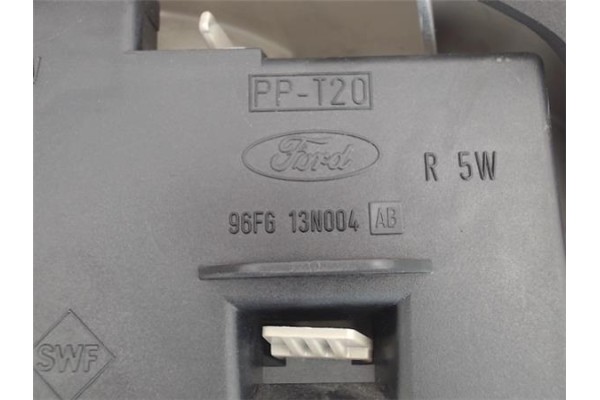 PP-T20
Ford
R 5W
96FG 13N004 AB
SWF